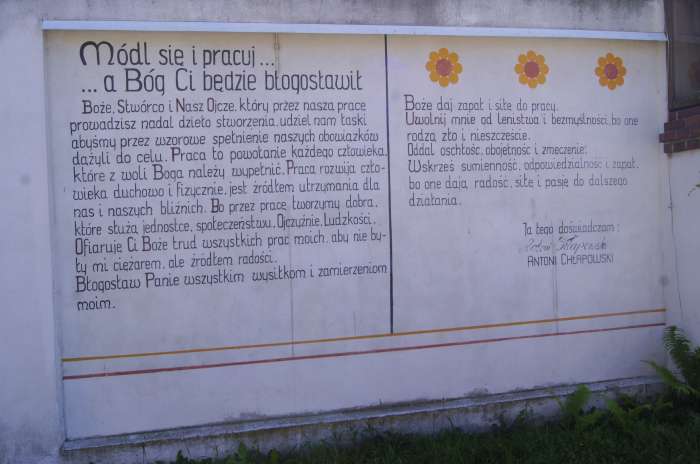 Módl się i pracuj...
...a Bóg Ci będzie błogosławił
Boże, Stwórco i Nasz Ojcze, który przez naszą pracę
prowadzisz nadal dzieło stworzenia, udziel nam łaski
abyśmy przez wzorowe spełnienie naszych obowiązków
dążyli do celu. Praca to powołanie każdego człowieka,
które z woli Boga należy wypełnić. Praca rozwija czło-
wieka duchowo i fizycznie, jest źródłem utrzymania dla
nas i naszych bliźnich. Bo przez pracę tworzymy dobra,
które służą jednostce, społeczeństwu, Ojczyźnie, Ludzkości.
Ofiaruję Ci Boże trud wszystkich prac moich, aby nie by-
ły mi ciężarem, ale źródłem radości.
Błogosław Panie wszystkim wysiłkom i zamierzeniom
moim.
Boże daj zapał i siłę do pracy.
Uwolnij mnie od lenistwa i bezmyślności, bo one
rodzą zło i nieszczęście.
Oddal oschłość, obojętność i zmęczenie.
Wskrześ sumienność, odpowiedzialność i zapał,
bo one dają radość, siłę i pasję do dalszego
działania.
Ja tego doświadczam:
Antoni Chłapowski
ANTONI CHŁAPOWSKI